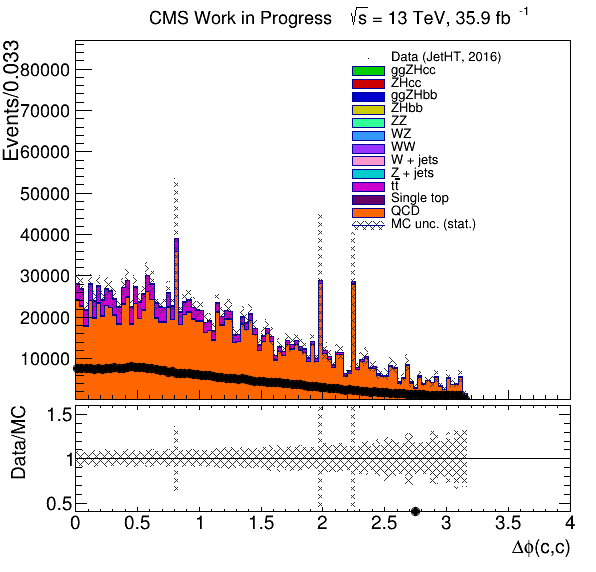 CMS Work in Progress √s = 13 TeV, 35.9 fb -1
Events/0.033
80000
70000
60000
50000
40000
30000
20000
10000
Data (JetHT, 2016)
ggZHcc
ZHcc
ggZHbb
ZHbb
ZZ
WZ
WW
W + jets
Z + jets
tt̅
Single top
QCD
MC unc. (stat.)
Data/MC
1.5
1
0.5
0 0.5 1 1.5 2 2.5 3 3.5 4
Δϕ(c,c)